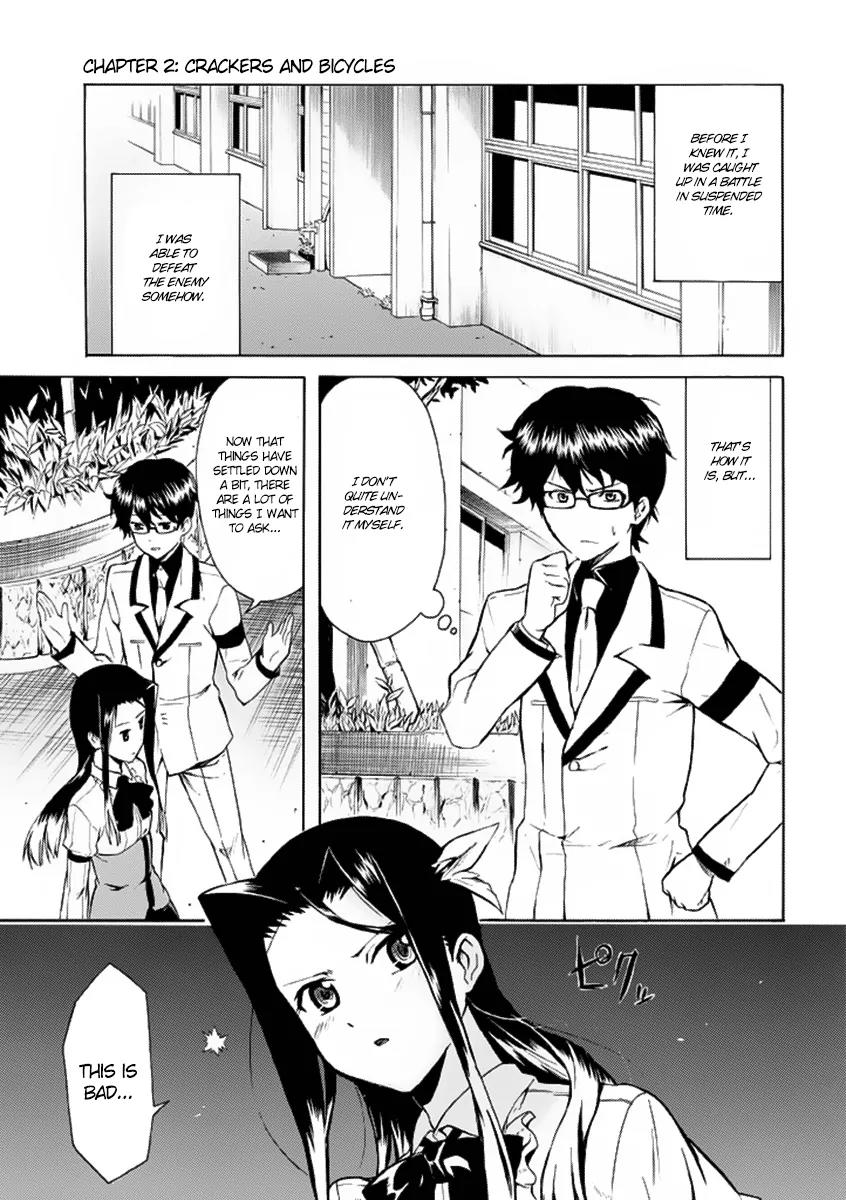 CHAPTER 2: CRACKERS AND BICYCLES
BEFORE I
KNEW IT, I
WAS CAUGHT
UP IN A BATTLE
IN SUSPENDED
TIME.
I WAS
ABLE TO
DEFEAT
THE ENEMY
SOMEHOW.
THAT'S
HOW IT
IS, BUT...
I DON'T
QUITE UN-
DERSTAND
IT MYSELF.
NOW THAT
THINGS HAVE
SETTLED DOWN
A BIT, THERE
ARE A LOT OF
THINGS I WANT
TO ASK...
ピクッ
THIS IS
BAD...